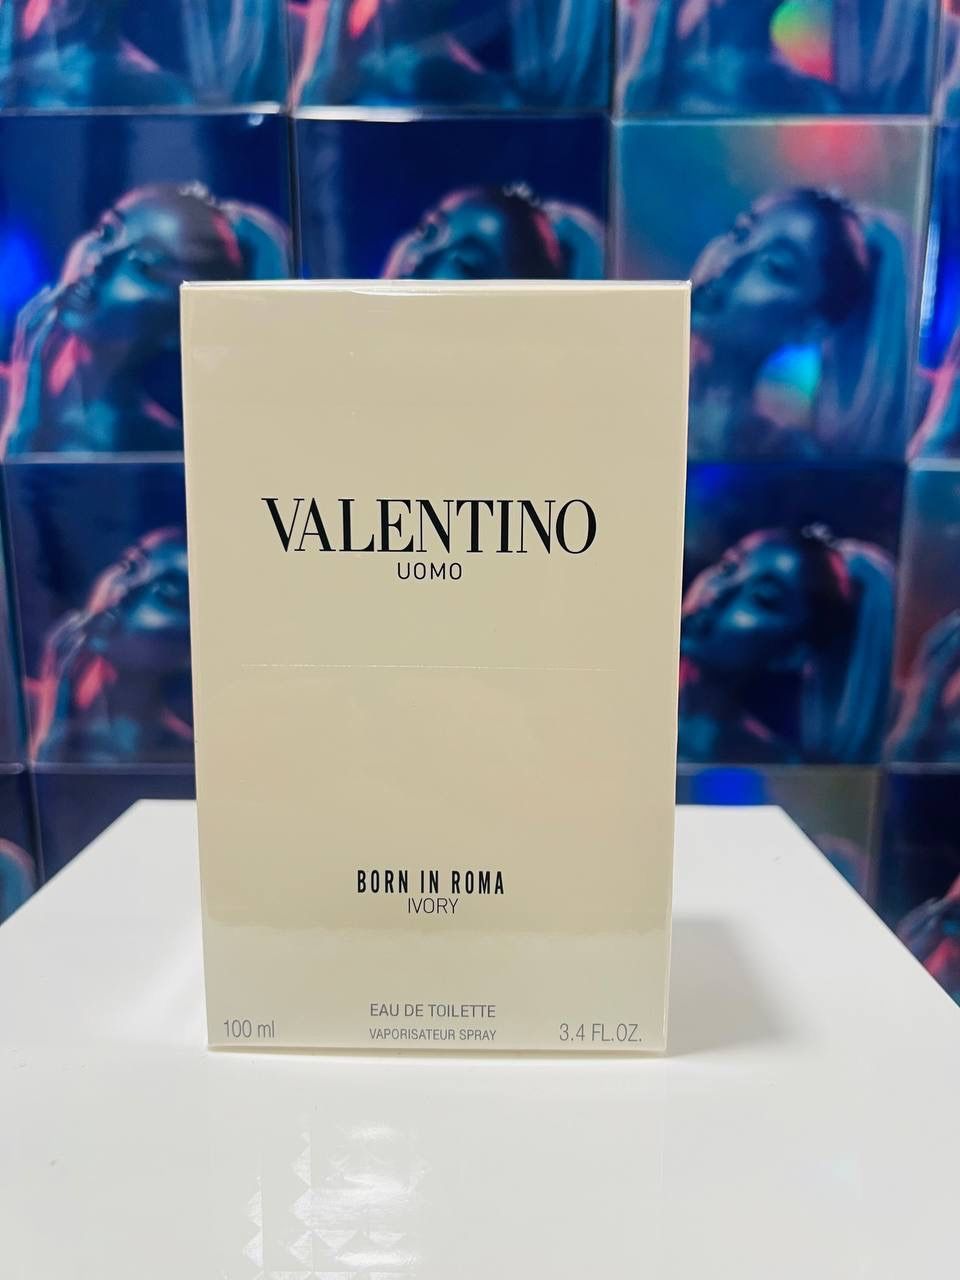 VALENTINO
UOMO
BORN IN ROMA
IVORY
EAU DE TOILETTE
100 ml VAPORISATEUR SPRAY 3.4 FL.OZ.